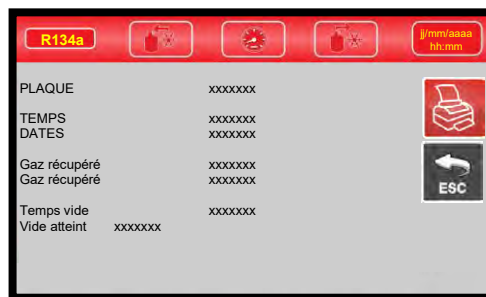 R134a
jj/mm/aaaa
hh:mm
PLAQUE xxxxxxx
TEMPS xxxxxxx
DATES xxxxxxx
Gaz récupéré xxxxxxx
Gaz récupéré xxxxxxx
Temps vide xxxxxxx
Vide atteint xxxxxxx
ESC